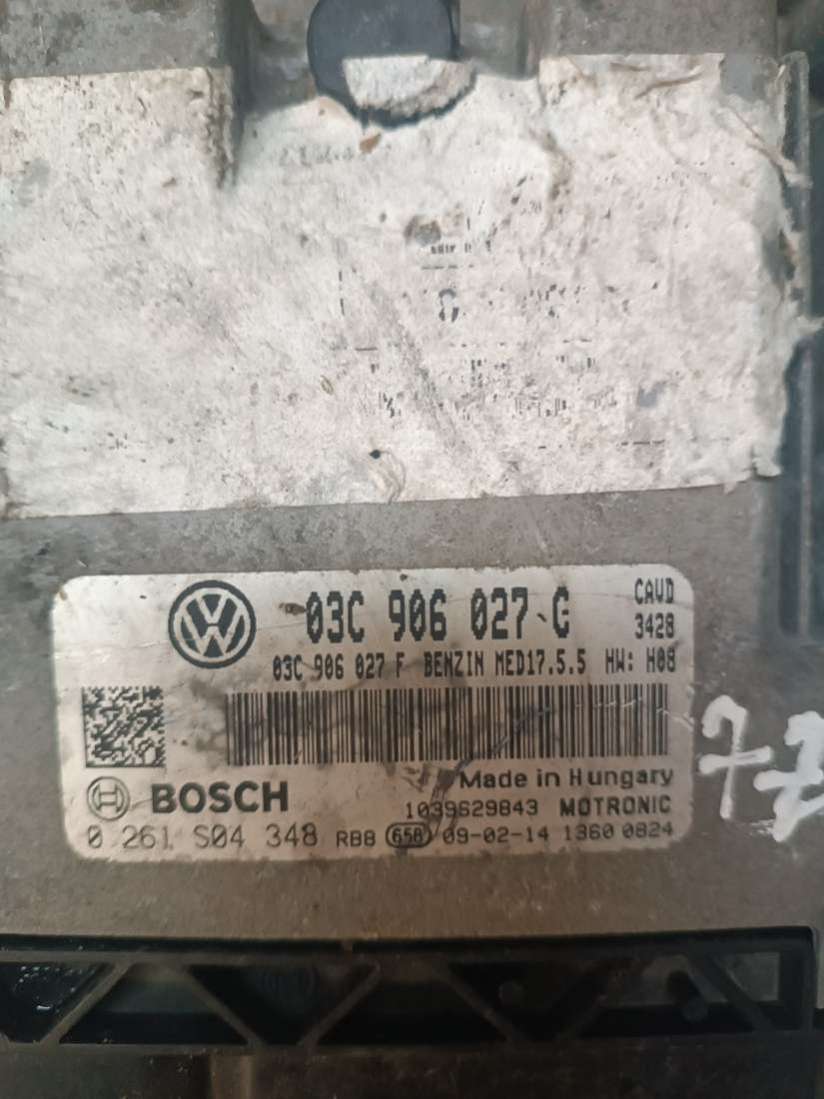 03C 906 027 G
CAVD
3428
03C 906 027 F BENZIN MED17.5.5 HW: H08
Made in Hungary
BOSCH
1039629843 MOTRONIC
0 261 S04 348 RB8 658 09-02-14 1360 0824
77